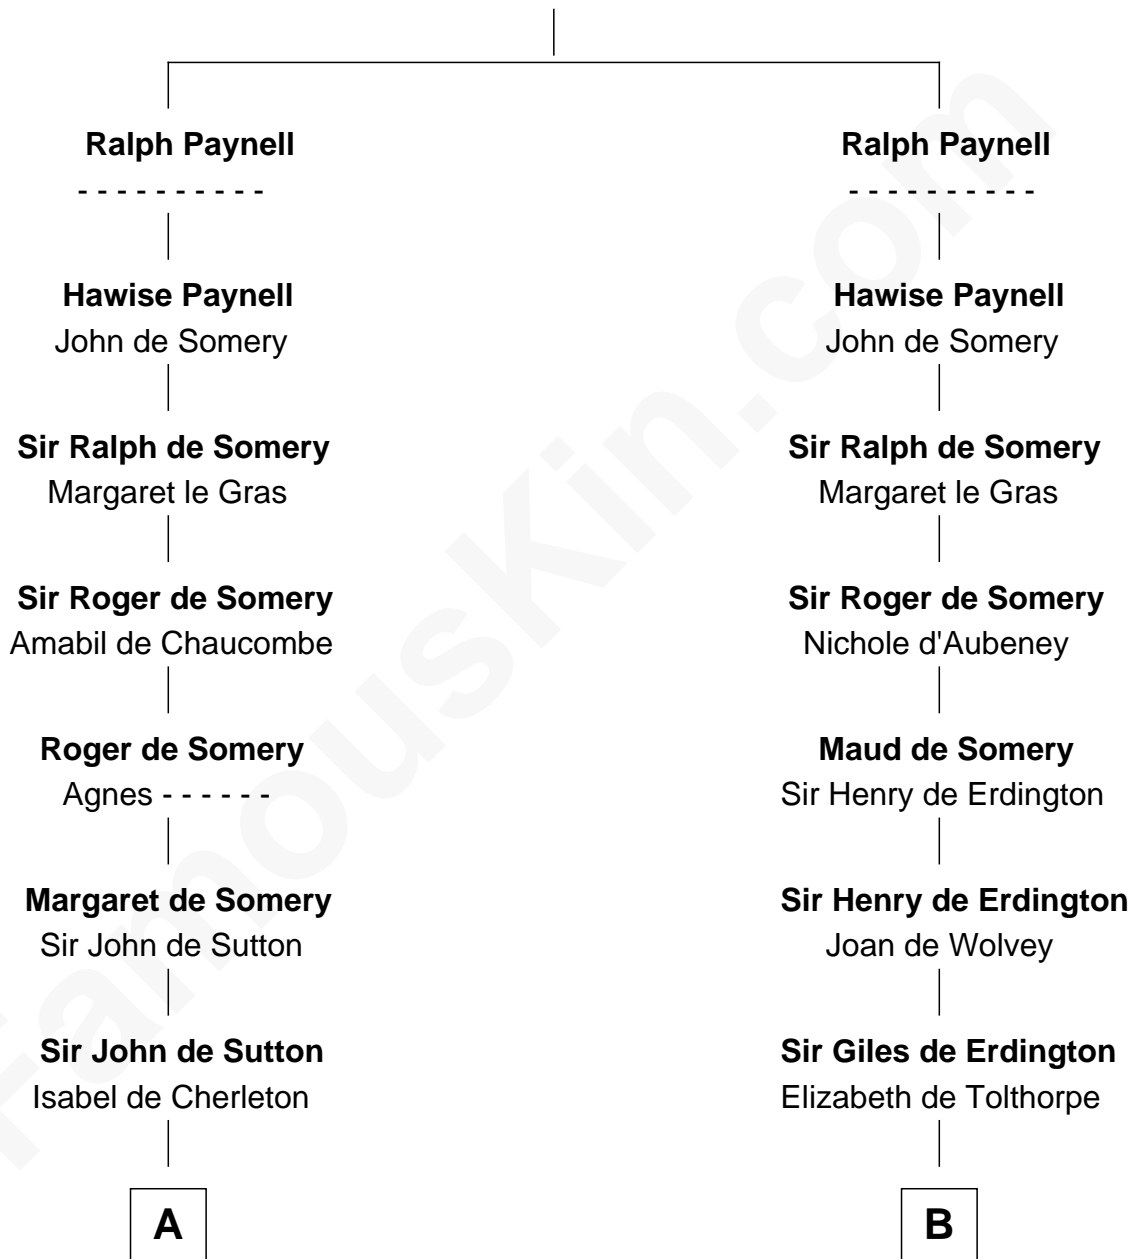 Ralph Paynell
- - - - - - - - - -
Hawise Paynell
John de Somery
Sir Ralph de Somery
Margaret le Gras
Sir Roger de Somery
Amabil de Chaucombe
Roger de Somery
Agnes - - - - - -
Margaret de Somery
Sir John de Sutton
Sir John de Sutton
Isabel de Cherleton
A
Ralph Paynell
- - - - - - - - - -
Hawise Paynell
John de Somery
Sir Ralph de Somery
Margaret le Gras
Sir Roger de Somery
Nichole d'Aubeney
Maud de Somery
Sir Henry de Erdington
Sir Henry de Erdington
Joan de Wolvey
Sir Giles de Erdington
Elizabeth de Tolthorpe
B
FamousKin.com